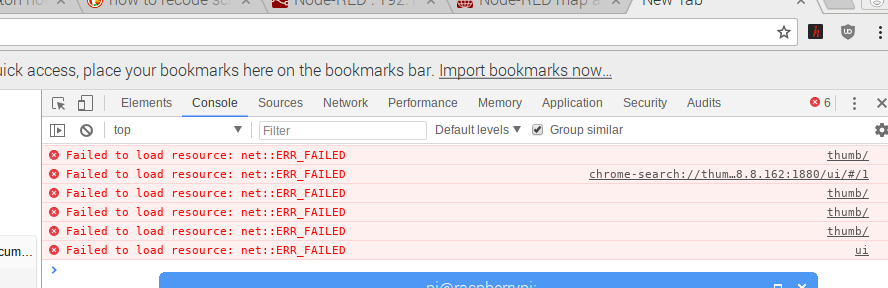 how to recode scr
Node-RED : 192.1
Node-RED map a
New Tab
uick access, place your bookmarks here on the bookmarks bar. Import bookmarks now...
Elements Console Sources Network Performance Memory Application Security Audits 6
top Filter Default levels Group similar
Failed to load resource: net::ERR_FAILED thumb/
Failed to load resource: net::ERR_FAILED chrome-search://thum…8.8.162:1880/ui/#/1
Failed to load resource: net::ERR_FAILED thumb/
Failed to load resource: net::ERR_FAILED thumb/
Failed to load resource: net::ERR_FAILED thumb/
Failed to load resource: net::ERR_FAILED ui
cum...
pi@raspberrypi: